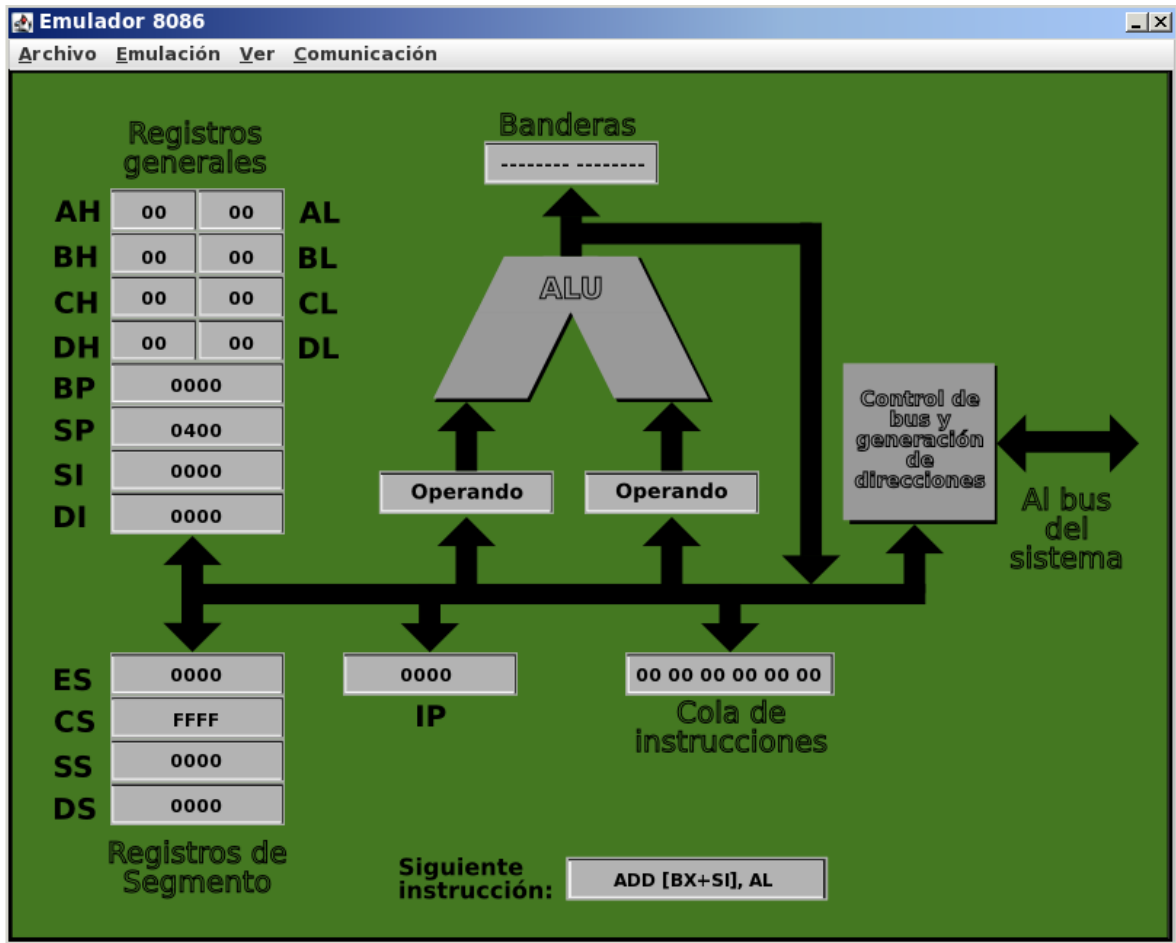 Emulador 8086
Archivo Emulación Ver Comunicación
Registros
generales
AH 00 00 AL
BH 00 00 BL
CH 00 00 CL
DH 00 00 DL
BP 0000
SP 0400
SI 0000
DI 0000
Banderas
-------- --------
ALU
Operando Operando
Control de
bus y
generación
de
direcciones
Al bus
del
sistema
ES 0000
CS FFFF
SS 0000
DS 0000
Registros de
Segmento
0000
IP
00 00 00 00 00 00
Cola de
instrucciones
Siguiente
instrucción:
ADD [BX+SI], AL